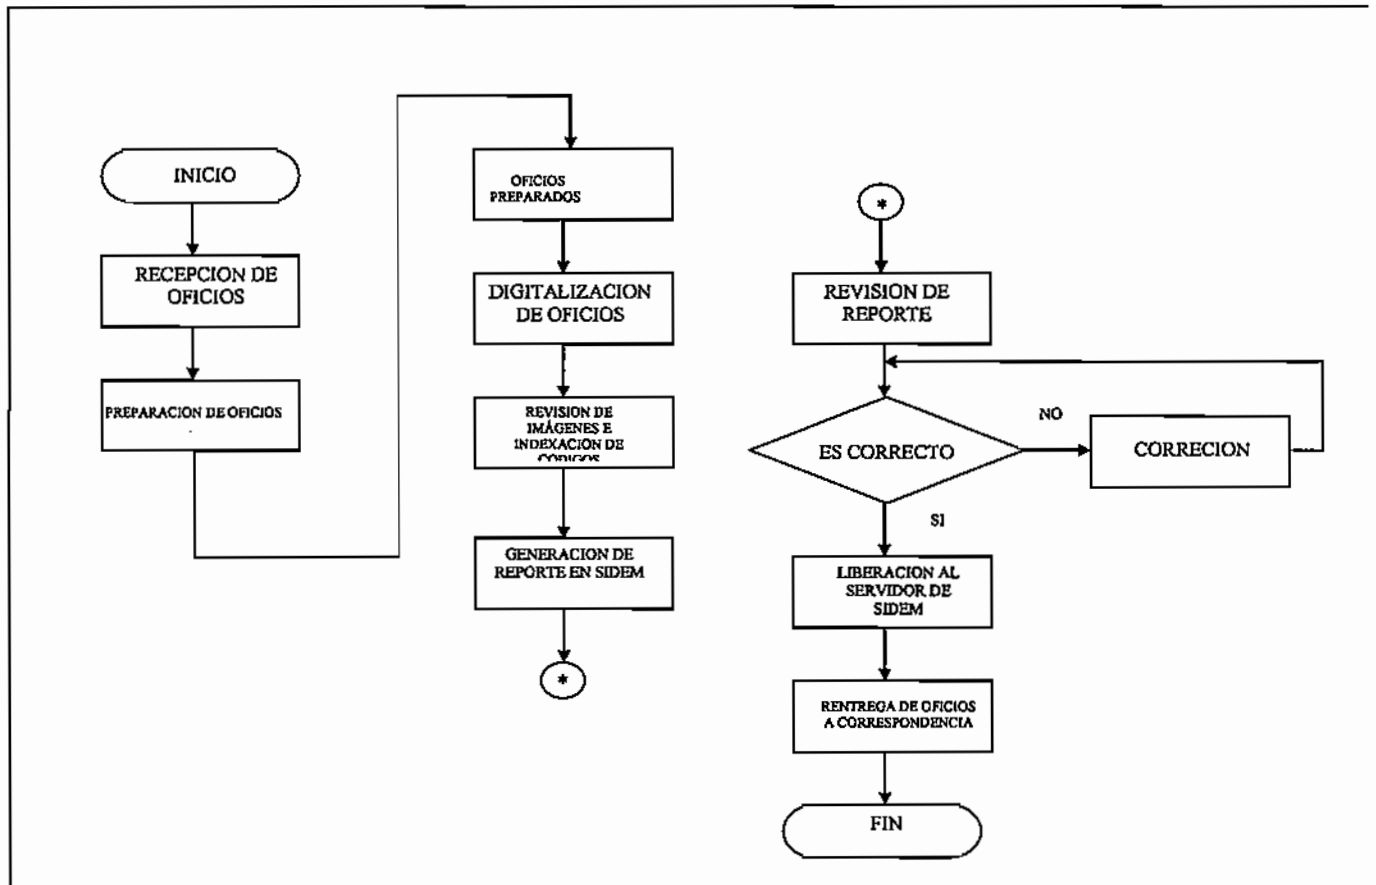 INICIO
RECEPCION DE
OFICIOS
PREPARACION DE OFICIOS
OFICIOS
PREPARADOS
DIGITALIZACION
DE OFICIOS
REVISION DE
IMÁGENES E
INDEXACION DE
CODIGOS
GENERACION DE
REPORTE EN SIDEM
*
*
REVISION DE
REPORTE
ES CORRECTO
NO
CORRECION
SI
LIBERACION AL
SERVIDOR DE
SIDEM
RENTREGA DE OFICIOS
A CORRESPONDENCIA
FIN